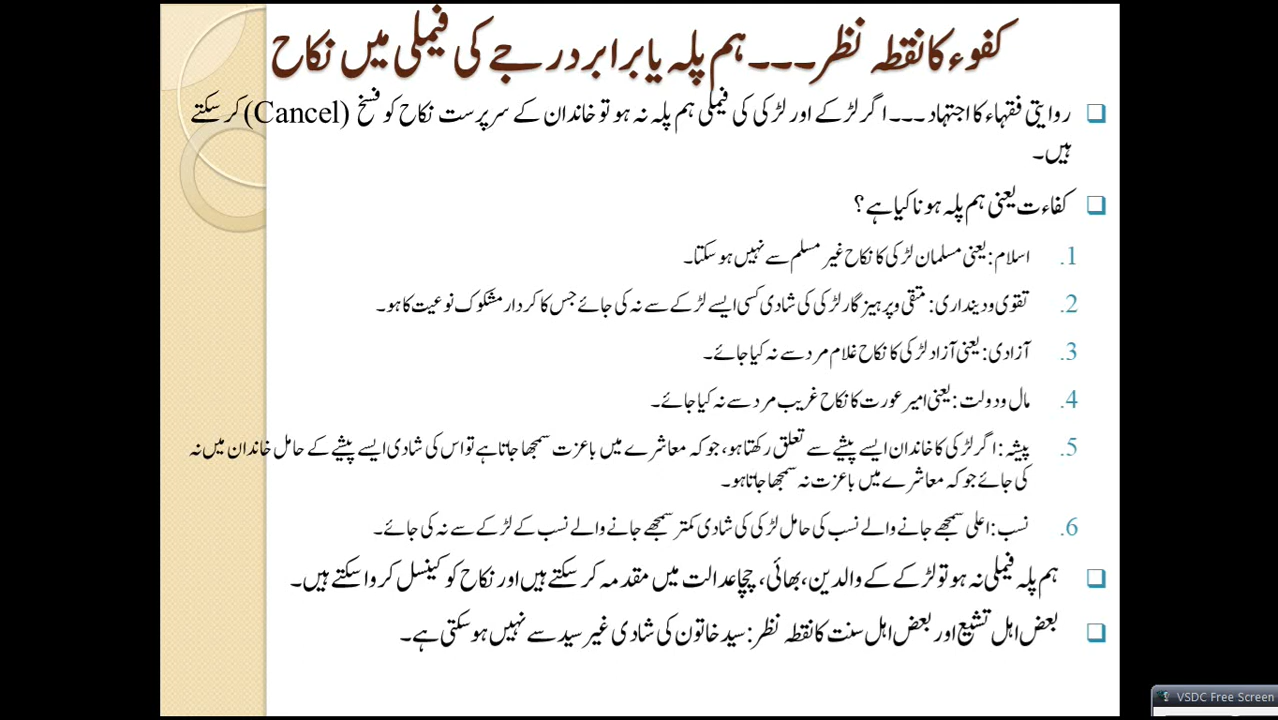 کفوء کا نقطہ نظر۔۔۔ ہم پلہ یا برابر درجے کی فیملی میں نکاح
روایتی فقہاء کا اجتہاد ۔۔۔ اگر لڑکے اور لڑکی کی فیملی ہم پلہ نہ ہو تو خاندان کے سرپرست نکاح کو فسخ (Cancel) کر سکتے
ہیں۔
کفاءت یعنی ہم پلہ ہونا کیا ہے؟
1. اسلام: یعنی مسلمان لڑکی کا نکاح غیر مسلم سے نہیں ہو سکتا۔
2. تقوی و دینداری: متقی و پرہیز گار لڑکی کی شادی کسی ایسے لڑکے سے نہ کی جائے جس کا کردار مشکوک نوعیت کا ہو۔
3. آزادی: یعنی آزاد لڑکی کا نکاح غلام مرد سے نہ کیا جائے۔
4. مال و دولت: یعنی امیر عورت کا نکاح غریب مرد سے نہ کیا جائے۔
5. پیشہ: اگر لڑکی کا خاندان ایسے پیشے سے تعلق رکھتا ہو، جو کہ معاشرے میں باعزت سمجھا جاتا ہے تو اس کی شادی ایسے پیشے کے حامل خاندان میں نہ
کی جائے جو کہ معاشرے میں باعزت نہ سمجھا جاتا ہو۔
6. نسب: اعلی سمجھے جانے والے نسب کی حامل لڑکی کی شادی کمتر سمجھے جانے والے نسب کے لڑکے سے نہ کی جائے۔
ہم پلہ فیملی نہ ہو تو لڑکے کے والدین، بھائی، چچا عدالت میں مقدمہ کر سکتے ہیں اور نکاح کو کینسل کروا سکتے ہیں۔
بعض اہل تشیع اور بعض اہل سنت کا نقطہ نظر: سید خاتون کی شادی غیر سید سے نہیں ہو سکتی ہے۔
VSDC Free Screen